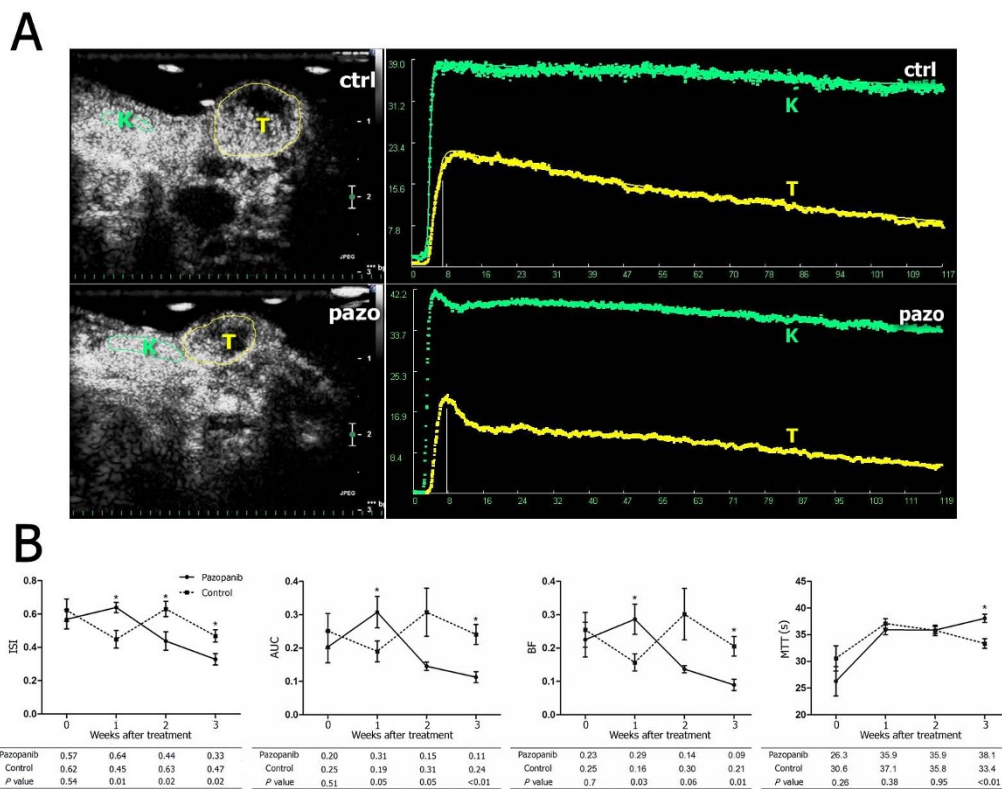 A
ctrl
K
T
1
2
JPEG
*** bp
3
39.0
31.2
23.4
15.6
7.8
ctrl
K
T
0 8 16 24 31 39 47 55 63 70 78 86 94 101 109 117
pazo
K
T
1
2
JPEG
*** bp
3
42.2
33.7
25.3
16.9
8.4
pazo
K
T
0 8 16 24 31 39 47 55 63 71 79 87 95 103 111 119
B
Pazopanib
Control
ISI
0.8
0.6
0.4
0.2
0.0
* * *
0 1 2 3
Weeks after treatment
Pazopanib 0.57 0.64 0.44 0.33
Control 0.62 0.45 0.63 0.47
P value 0.54 0.01 0.02 0.02
AUC
0.4
0.3
0.2
0.1
0.0
* *
0 1 2 3
Weeks after treatment
Pazopanib 0.20 0.31 0.15 0.11
Control 0.25 0.19 0.31 0.24
P value 0.51 0.05 0.05 <0.01
BF
0.4
0.3
0.2
0.1
0.0
* *
0 1 2 3
Weeks after treatment
Pazopanib 0.23 0.29 0.14 0.09
Control 0.25 0.16 0.30 0.21
P value 0.7 0.03 0.06 0.01
MTT (s)
45
40
35
30
25
20
*
0 1 2 3
Weeks after treatment
Pazopanib 26.3 35.9 35.9 38.1
Control 30.6 37.1 35.8 33.4
P value 0.26 0.38 0.95 <0.01